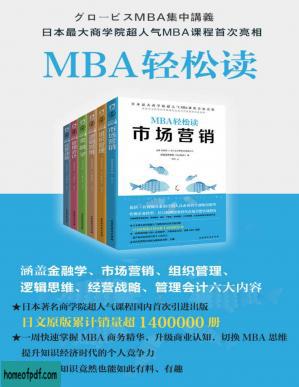 グロービスMBA集中講義
日本最大商学院超人气MBA课程首次亮相
MBA轻松读
MBA轻松读
市场营销
涵盖金融学、市场营销、组织管理、
逻辑思维、经营战略、管理会计六大内容
★日本著名商学院超人气课程国内首次引进出版
日文原版累计销量超1400000册
★一周快速掌握MBA商务精华,升级商业认知,切换MBA思维
提升知识经济时代的个人竞争力
知识竟然也能如此有料、有趣
homeofpdf.com
homeofpdf.com